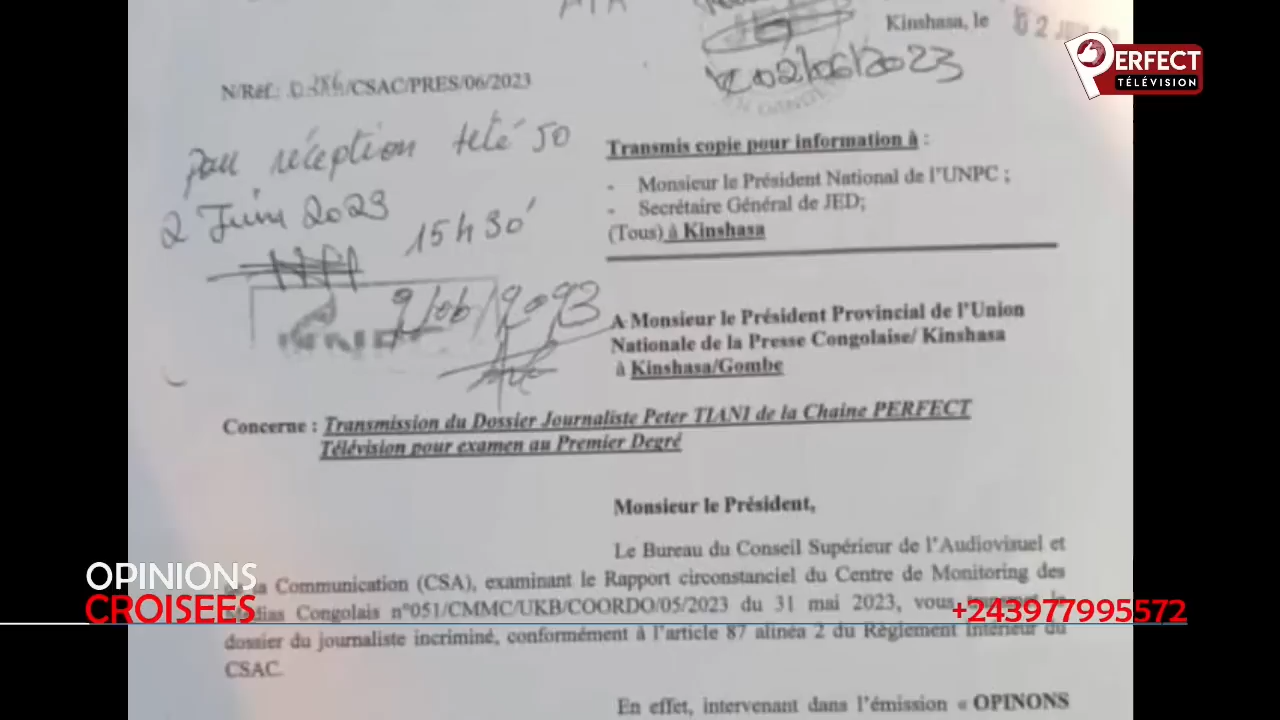 Kinshasa, le 02
PERFECT
TÉLÉVISION
02/06/2023
N/Réf.: /CSAC/PRES/06/2023
Pour réception télé 50
2 Juin 2023
15h30'
Transmis copie pour information à :
- Monsieur le Président National de l'UNPC ;
- Secrétaire Général de JED;
(Tous) à Kinshasa
A Monsieur le Président Provincial de l'Union
Nationale de la Presse Congolaise/ Kinshasa
à Kinshasa/Gombe
Concerne : Transmission du Dossier Journaliste Peter TIANI de la Chaine PERFECT
Télévision pour examen au Premier Degré
Monsieur le Président,
Le Bureau du Conseil Supérieur de l'Audiovisuel et
Communication (CSA), examinant le Rapport circonstanciel du Centre de Monitoring des
Médias Congolais n°051/CMMC/UKB/COORDO/05/2023 du 31 mai 2023, vous
dossier du journaliste incriminé, conformément à l'article 87 alinéa 2 du Règlement Intérieur du
CSAC.
En effet, intervenant dans l'émission « OPINONS
OPINIONS
CROISEES
+243977995572